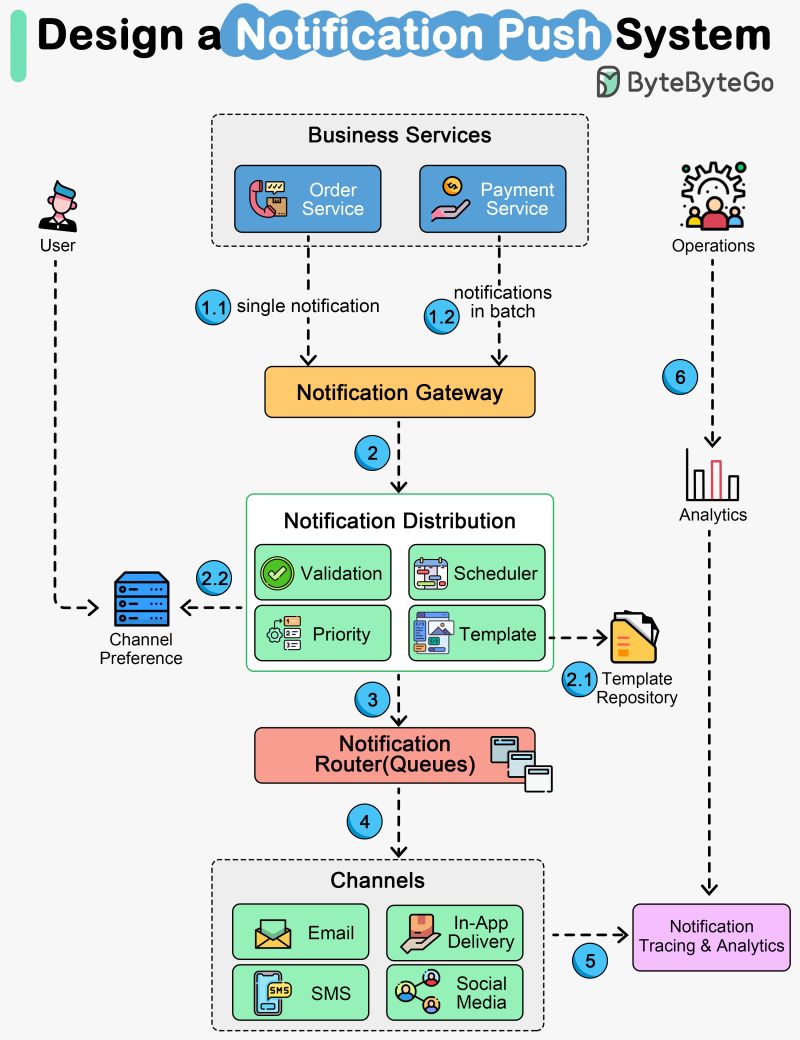 Design a Notification Push System
ByteByteGo
Business Services
Order
Service
Payment
Service
User
Operations
1.1
single notification
1.2
notifications
in batch
6
Notification Gateway
2
Analytics
Notification Distribution
Validation
Scheduler
Priority
Template
2.2
Channel
Preference
2.1
Template
Repository
3
Notification
Router(Queues)
4
Channels
Email
In-App
Delivery
SMS
SMS
Social
Media
5
Notification
Tracing & Analytics
1
2
3